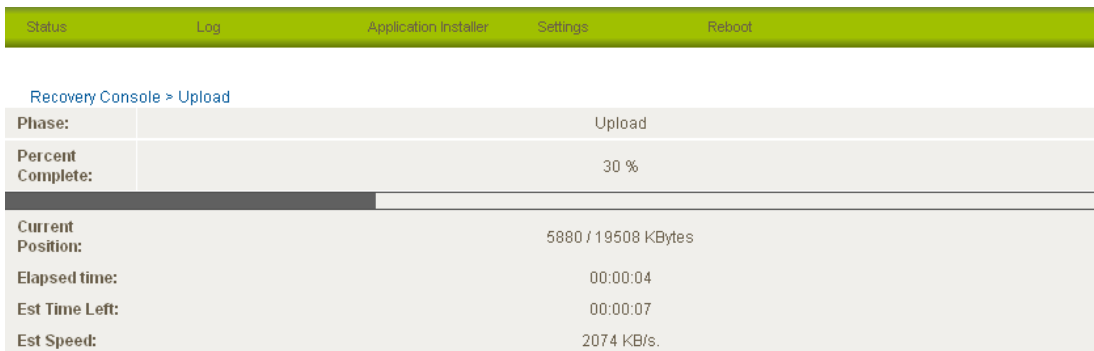 Status Log Application Installer Settings Reboot
Recovery Console > Upload
Phase: Upload
Percent
Complete: 30 %
Current
Position: 5880 / 19508 KBytes
Elapsed time: 00:00:04
Est Time Left: 00:00:07
Est Speed: 2074 KB/s.